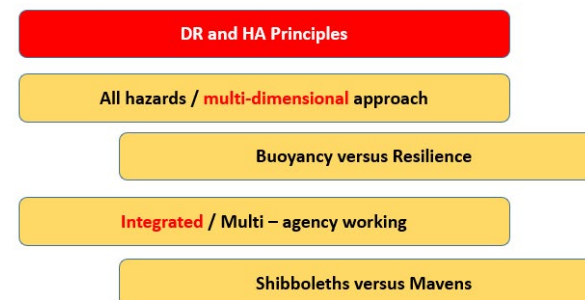 DR and HA Principles
All hazards / multi-dimensional approach
Buoyancy versus Resilience
Integrated / Multi – agency working
Shibboleths versus Mavens